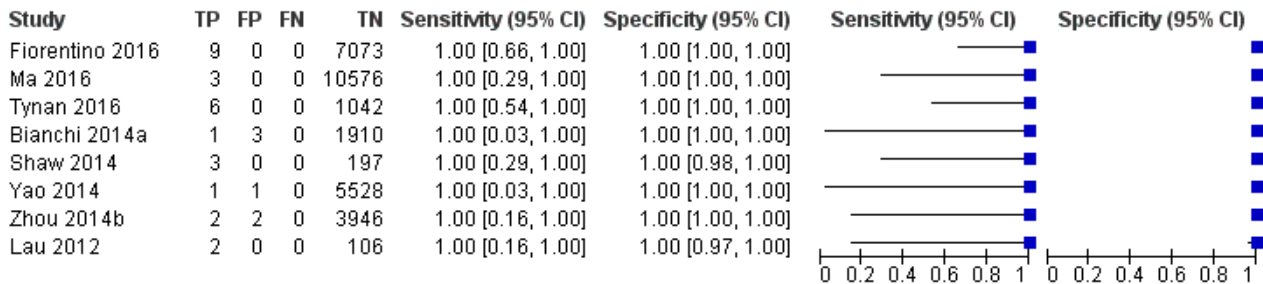 Study TP FP FN TN Sensitivity (95% CI) Specificity (95% CI) Sensitivity (95% CI) Specificity (95% CI)
Fiorentino 2016 9 0 0 7073 1.00 [0.66, 1.00] 1.00 [1.00, 1.00]
Ma 2016 3 0 0 10576 1.00 [0.29, 1.00] 1.00 [1.00, 1.00]
Tynan 2016 6 0 0 1042 1.00 [0.54, 1.00] 1.00 [1.00, 1.00]
Bianchi 2014a 1 3 0 1910 1.00 [0.03, 1.00] 1.00 [1.00, 1.00]
Shaw 2014 3 0 0 197 1.00 [0.29, 1.00] 1.00 [0.98, 1.00]
Yao 2014 1 1 0 5528 1.00 [0.03, 1.00] 1.00 [1.00, 1.00]
Zhou 2014b 2 2 0 3946 1.00 [0.16, 1.00] 1.00 [1.00, 1.00]
Lau 2012 2 0 0 106 1.00 [0.16, 1.00] 1.00 [0.97, 1.00]
0 0.2 0.4 0.6 0.8 1 0 0.2 0.4 0.6 0.8 1